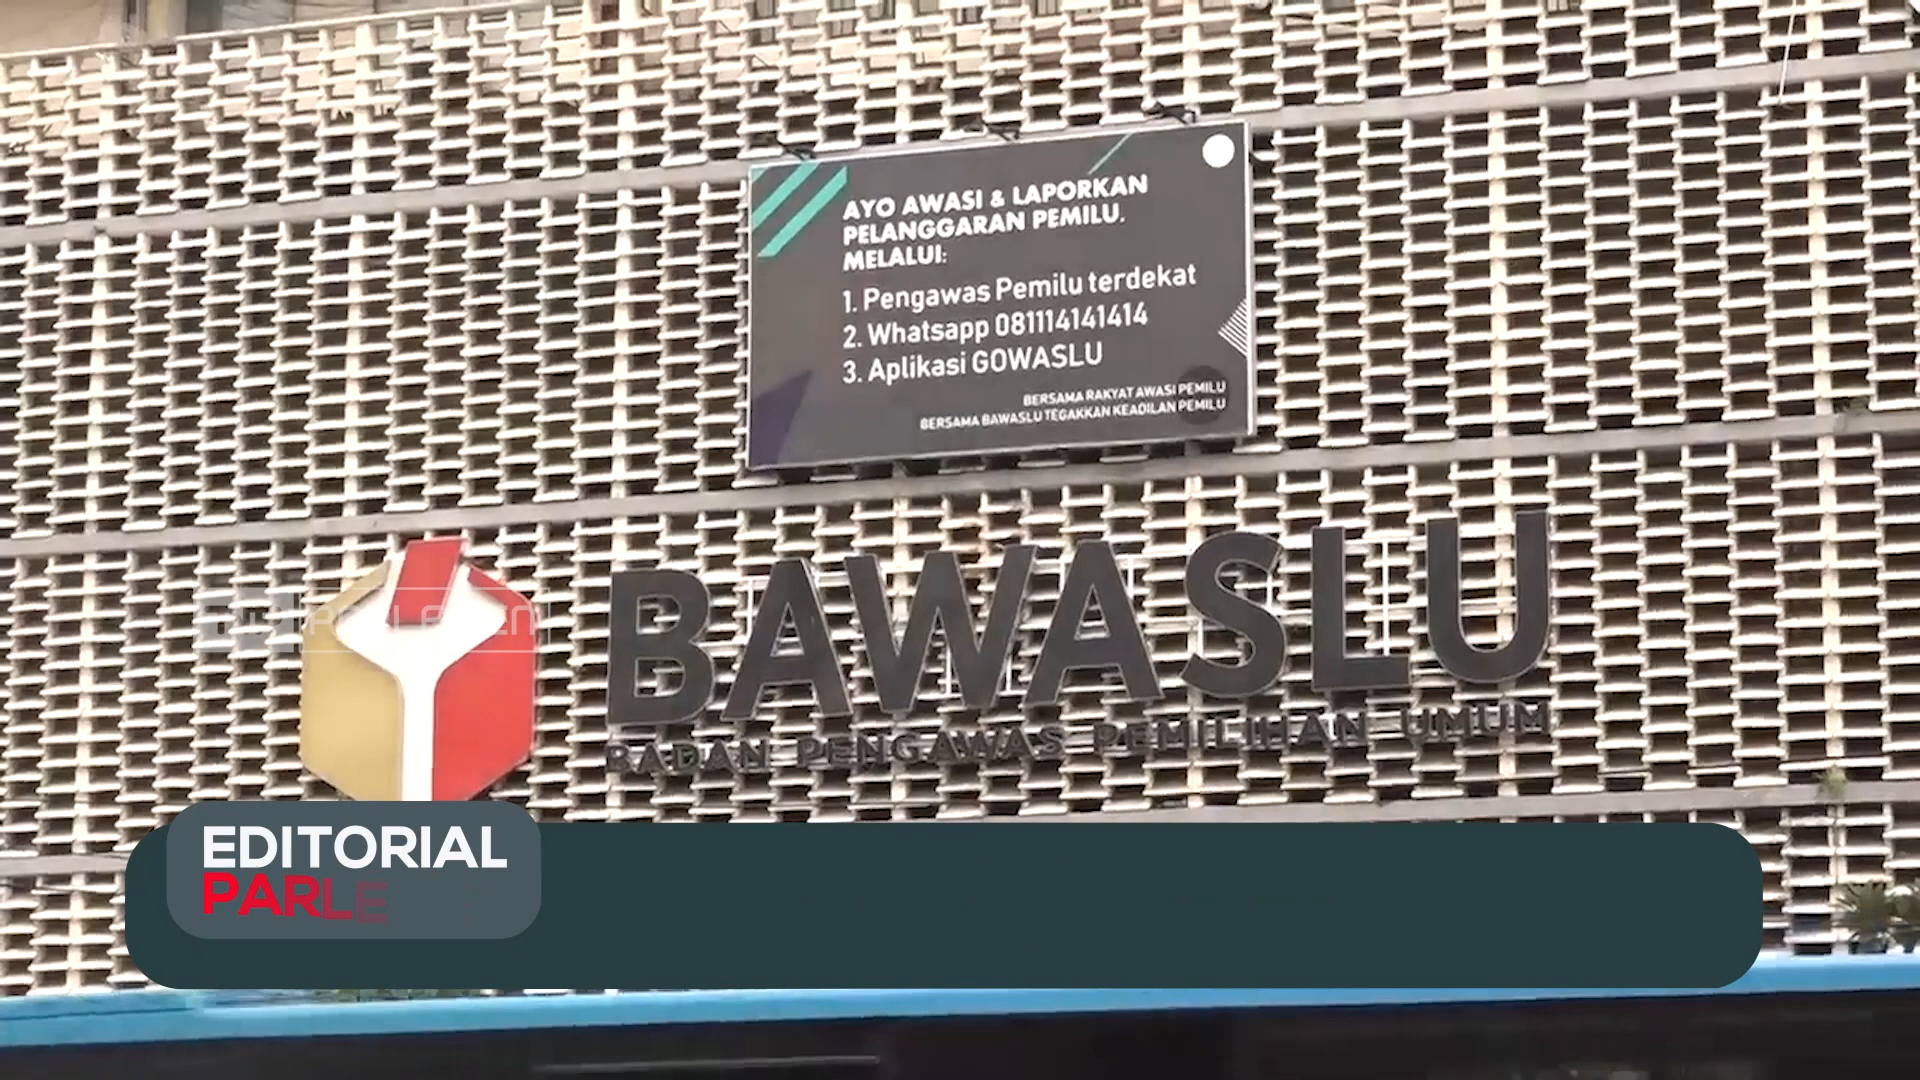 AYO AWASI & LAPORKAN
PELANGGARAN PEMILU.
MELALUI:
1. Pengawas Pemilu terdekat
2. Whatsapp 081114141414
3. Aplikasi GOWASLU
BERSAMA RAKYAT AWASI PEMILU
BERSAMA BAWASLU TEGAKKAN KEADILAN PEMILU
BAWASLU
BADAN PENGAWAS PEMILIHAN UMUM
EDITORIAL
PARLE